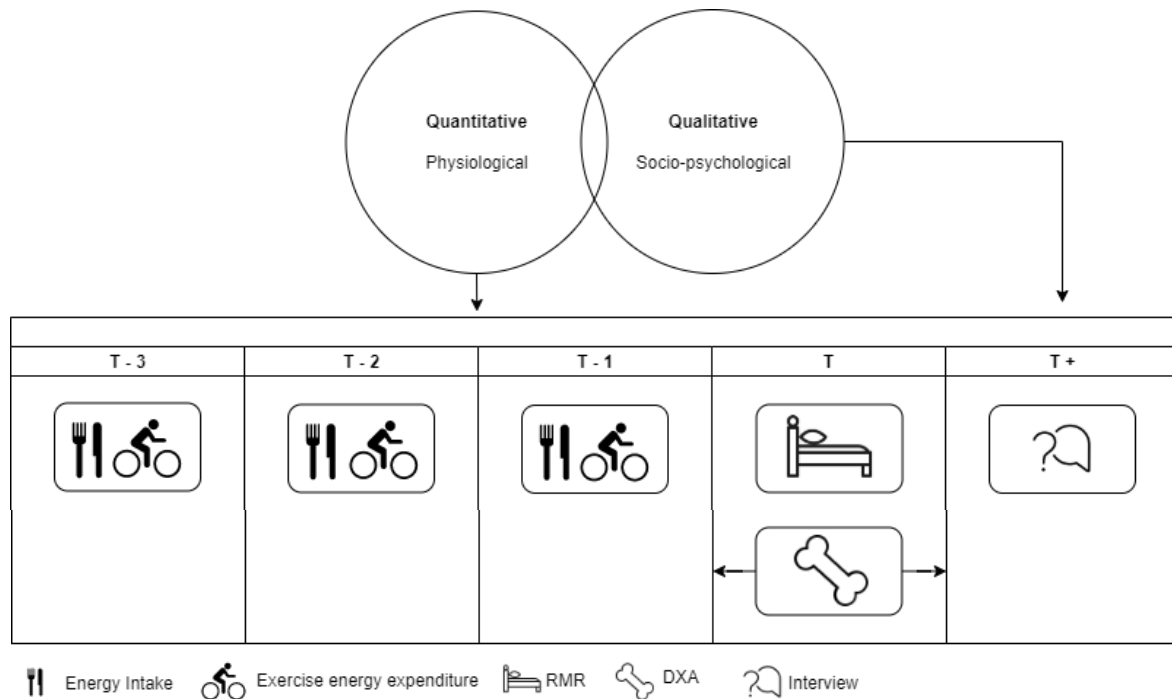 Quantitative
Qualitative
Physiological
Socio-psychological
T - 3
T - 2
T - 1
T
T +
Energy Intake
Exercise energy expenditure
RMR
DXA
Interview